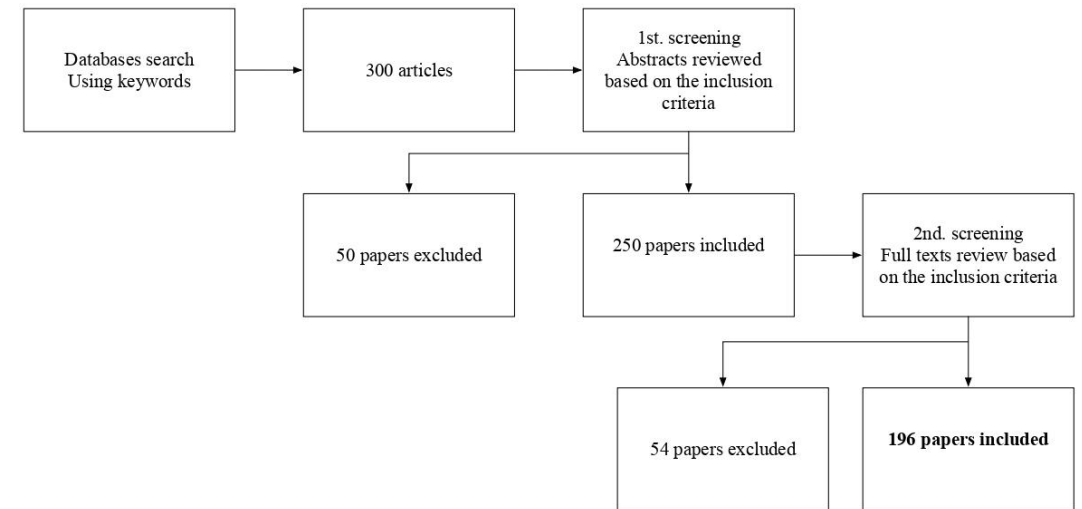 Databases search
Using keywords
300 articles
1st. screening
Abstracts reviewed
based on the inclusion
criteria
50 papers excluded
250 papers included
2nd. screening
Full texts review based
on the inclusion criteria
54 papers excluded
196 papers included